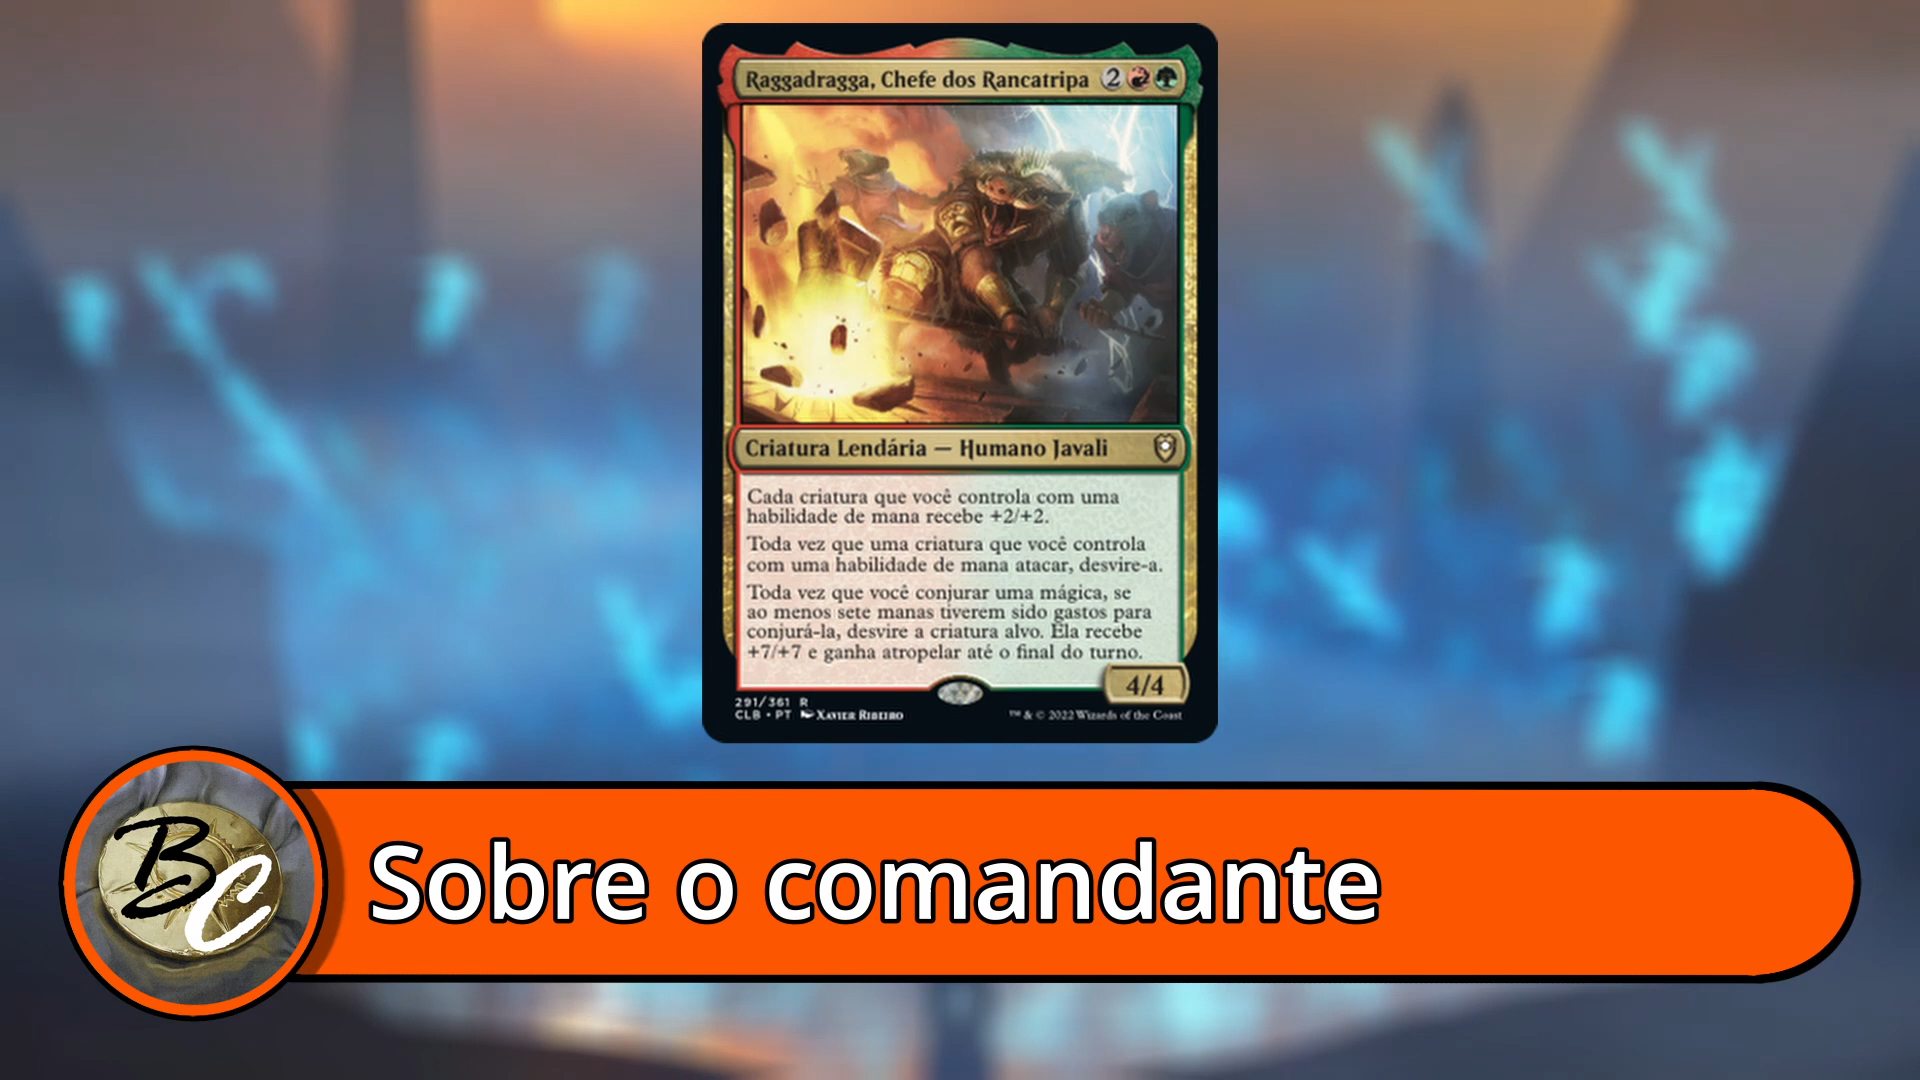 Raggadragga, Chefe dos Rancatripa 2
Criatura Lendária — Humano Javali
Cada criatura que você controla com uma
habilidade de mana recebe +2/+2.
Toda vez que uma criatura que você controla
com uma habilidade de mana atacar, desvire-a.
Toda vez que você conjurar uma mágica, se
ao menos sete manas tiverem sido gastos para
conjurá-la, desvire a criatura alvo. Ela recebe
+7/+7 e ganha atropelar até o final do turno.
4/4
291/361 R
CLB • PT Xavier Ribeiro
™ & © 2022 Wizards of the Coast
BC
Sobre o comandante